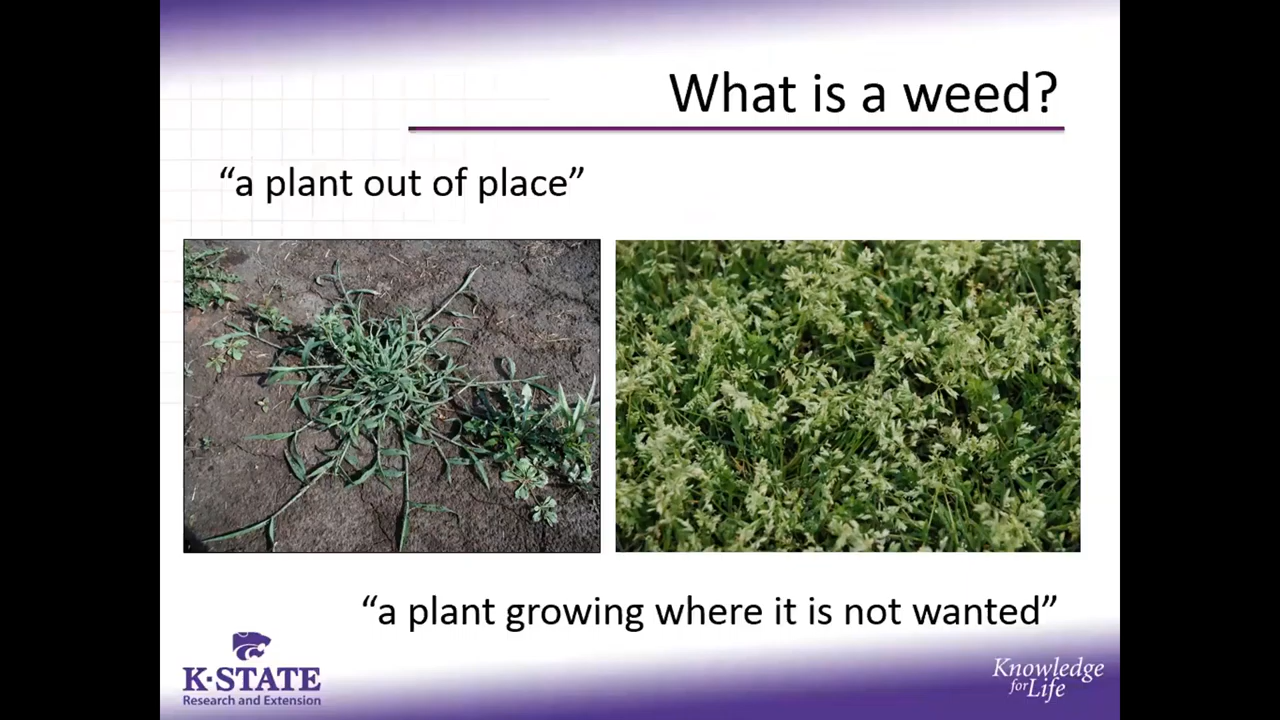 What is a weed?
“a plant out of place”
“a plant growing where it is not wanted”
K-STATE
Research and Extension
Knowledge
for Life